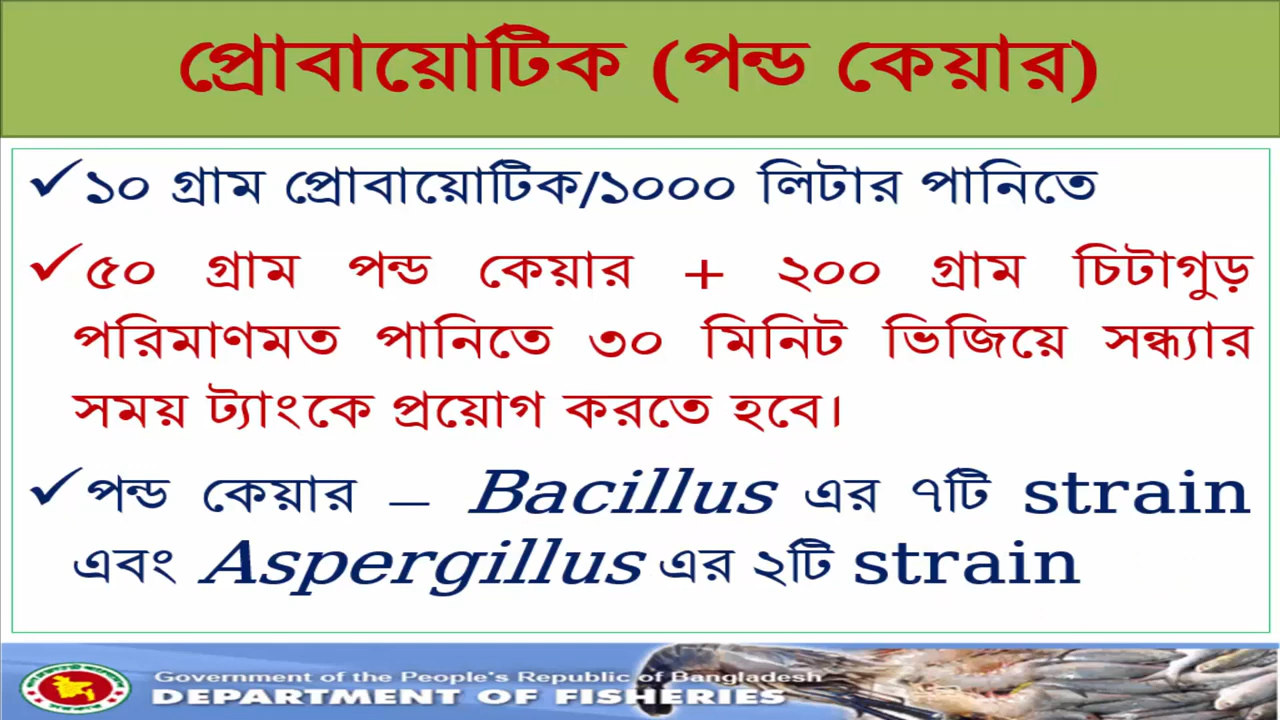 প্রোবায়োটিক (পন্ড কেয়ার)
✓১০ গ্রাম প্রোবায়োটিক/১০০০ লিটার পানিতে
✓৫০ গ্রাম পন্ড কেয়ার + ২০০ গ্রাম চিটাগুড়
পরিমাণমত পানিতে ৩০ মিনিট ভিজিয়ে সন্ধ্যার
সময় ট্যাংকে প্রয়োগ করতে হবে।
✓পন্ড কেয়ার – Bacillus এর ৭টি strain
এবং Aspergillus এর ২টি strain
Government of the People's Republic of Bangladesh
DEPARTMENT OF FISHERIES